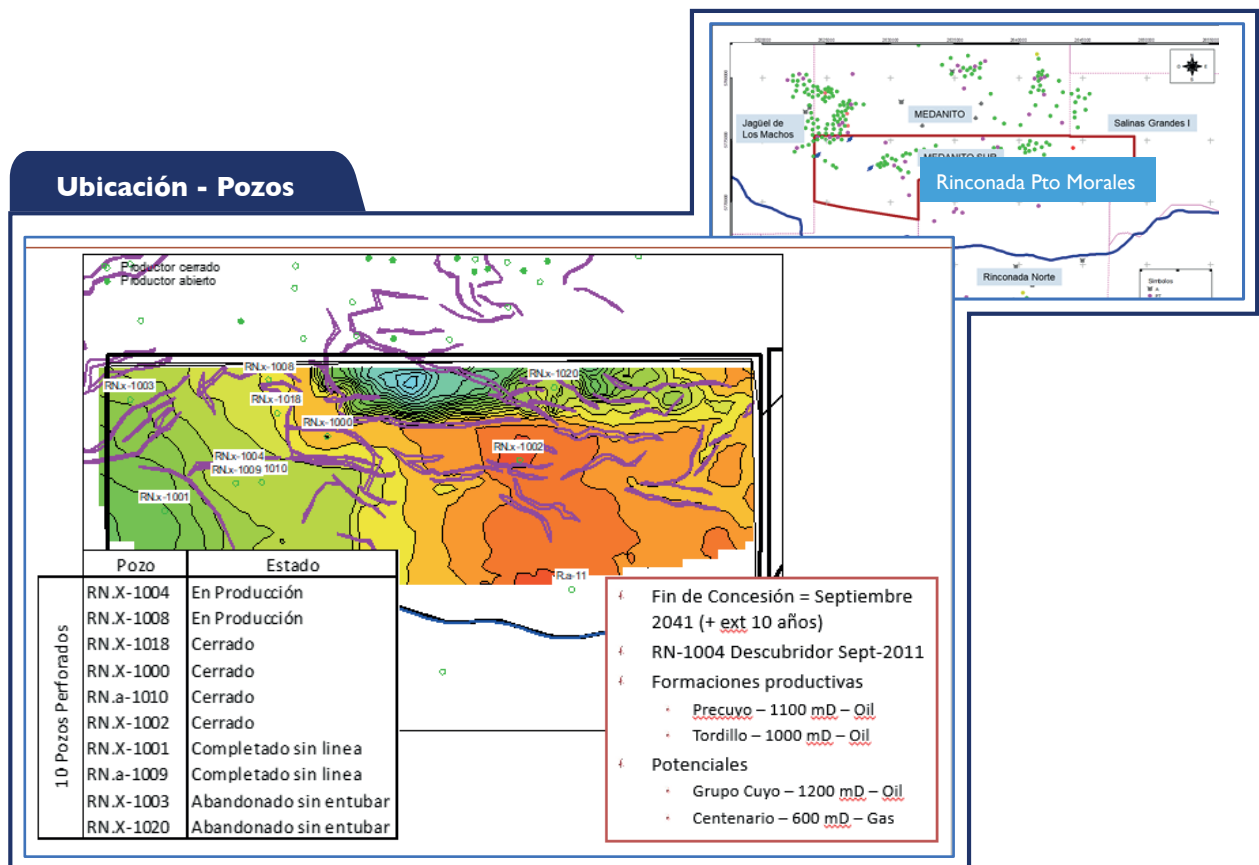 Jagüel de
Los Machos
MEDANITO
Salinas Grandes I
MEDANITO SUR
Rinconada Pto Morales
Rinconada Norte
Símbolos
Ubicación - Pozos
Productor cerrado
Productor abierto
RN.x-1008
RN.x-1003
RN.x-1020
RN.x-1018
RN.x-1000
RN.x-1002
RN.x-1004
RN.x-1009 1010
RN.x-1001
R.a-11
10 Pozos Perforados
Pozo Estado
RN.X-1004 En Producción
RN.X-1008 En Producción
RN.X-1018 Cerrado
RN.X-1000 Cerrado
RN.a-1010 Cerrado
RN.X-1002 Cerrado
RN.X-1001 Completado sin linea
RN.a-1009 Completado sin linea
RN.X-1003 Abandonado sin entubar
RN.X-1020 Abandonado sin entubar
Fin de Concesión = Septiembre
2041 (+ ext 10 años)
RN-1004 Descubridor Sept-2011
Formaciones productivas
Precuyo – 1100 mD – Oil
Tordillo – 1000 mD – Oil
Potenciales
Grupo Cuyo – 1200 mD – Oil
Centenario – 600 mD – Gas